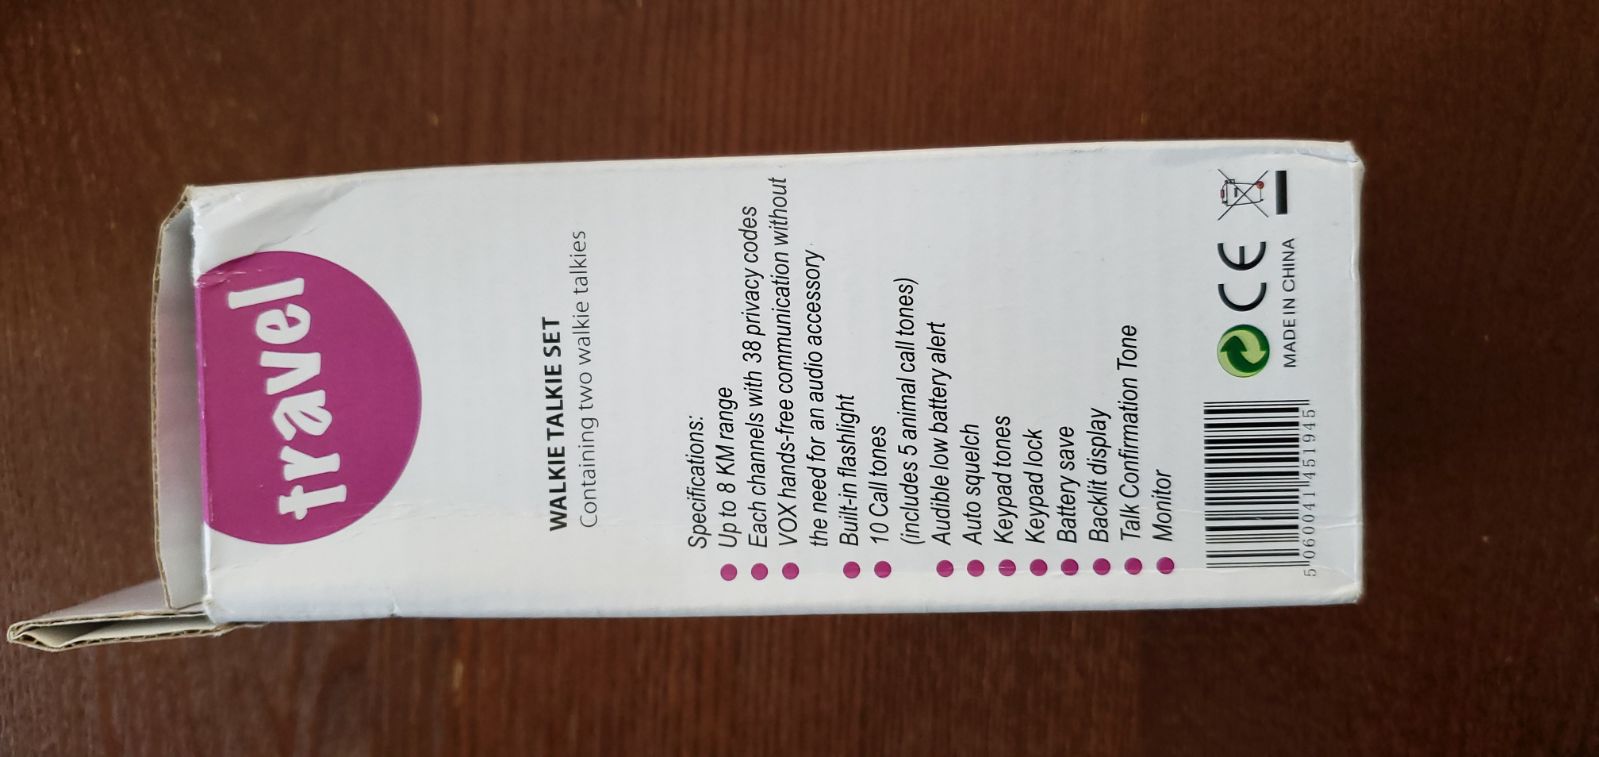 travel
WALKIE TALKIE SET
Containing two walkie talkies
Specifications:
Up to 8 KM range
Each channels with 38 privacy codes
VOX hands-free communication without
the need for an audio accessory
Built-in flashlight
10 Call tones
(includes 5 animal call tones)
Audible low battery alert
Auto squelch
Keypad tones
Keypad lock
Battery save
Backlit display
Talk Confirmation Tone
Monitor
5 060041 451945
CE
MADE IN CHINA